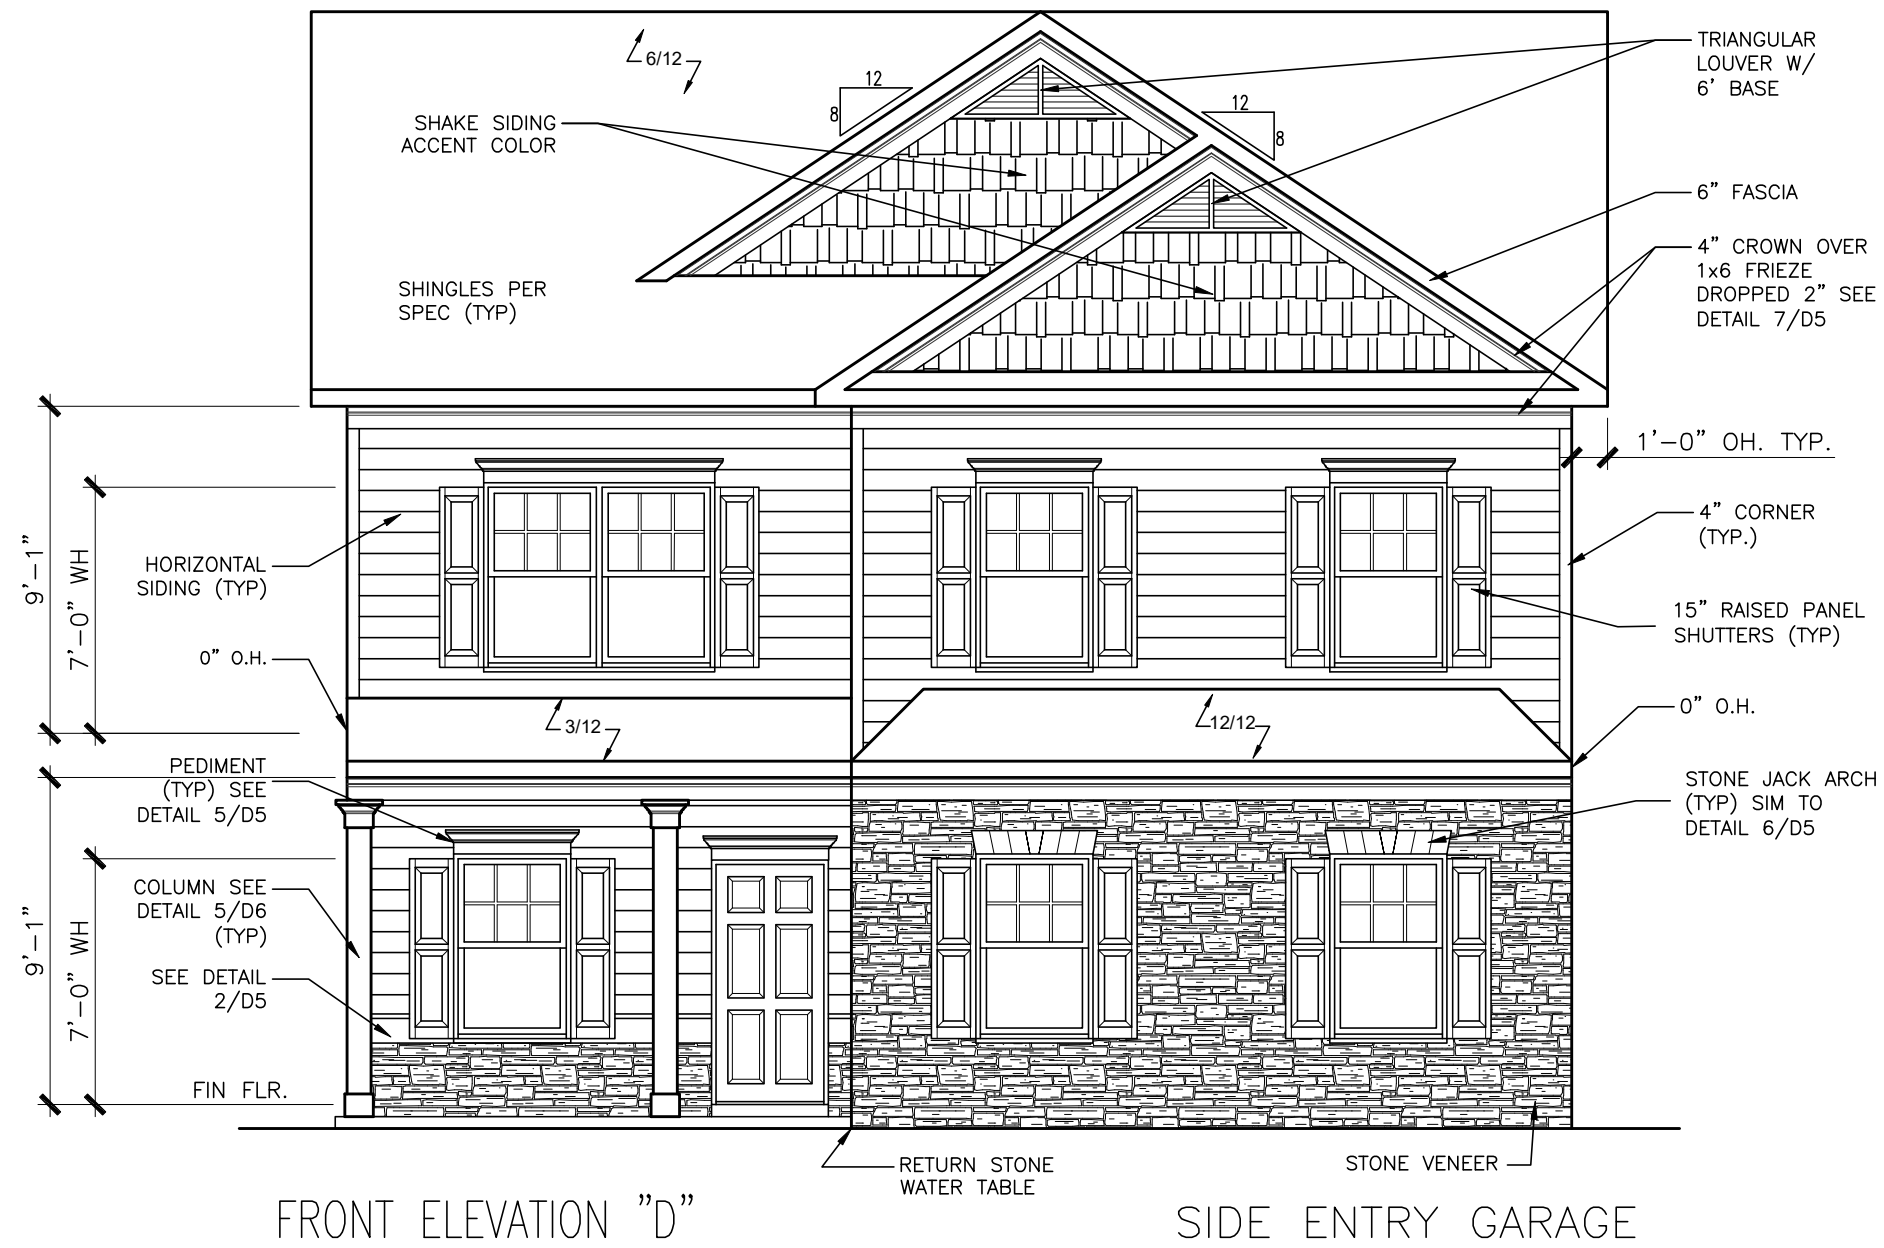 6/12
12
8
12
8
TRIANGULAR
LOUVER W/
6' BASE
SHAKE SIDING
ACCENT COLOR
6" FASCIA
4" CROWN OVER
1x6 FRIEZE
DROPPED 2" SEE
DETAIL 7/D5
SHINGLES PER
SPEC (TYP)
1'-0" OH. TYP.
4" CORNER
(TYP.)
9'-1"
7'-0" WH
HORIZONTAL
SIDING (TYP)
15" RAISED PANEL
SHUTTERS (TYP)
0" O.H.
0" O.H.
3/12
12/12
PEDIMENT
(TYP) SEE
DETAIL 5/D5
STONE JACK ARCH
(TYP) SIM TO
DETAIL 6/D5
9'-1"
7'-0" WH
COLUMN SEE
DETAIL 5/D6
(TYP)
SEE DETAIL
2/D5
FIN FLR.
RETURN STONE
WATER TABLE
STONE VENEER
FRONT ELEVATION "D"
SIDE ENTRY GARAGE